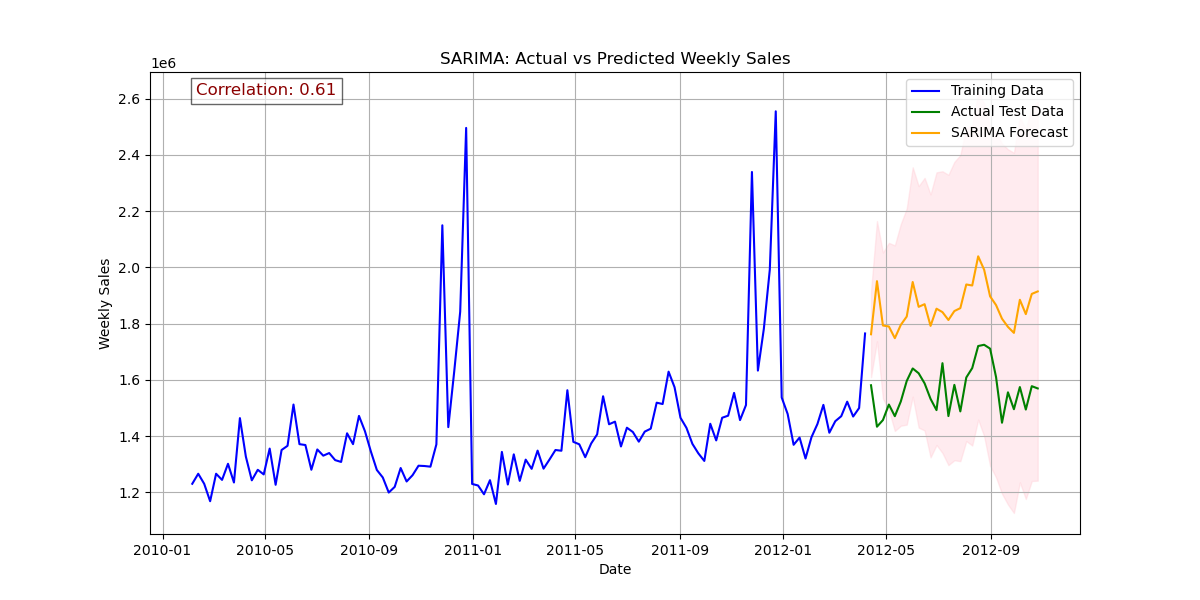 SARIMA: Actual vs Predicted Weekly Sales
1e6
Correlation: 0.61
Training Data
Actual Test Data
SARIMA Forecast
2.6
2.4
2.2
2.0
1.8
1.6
1.4
1.2
Weekly Sales
2010-01 2010-05 2010-09 2011-01 2011-05 2011-09 2012-01 2012-05 2012-09
Date